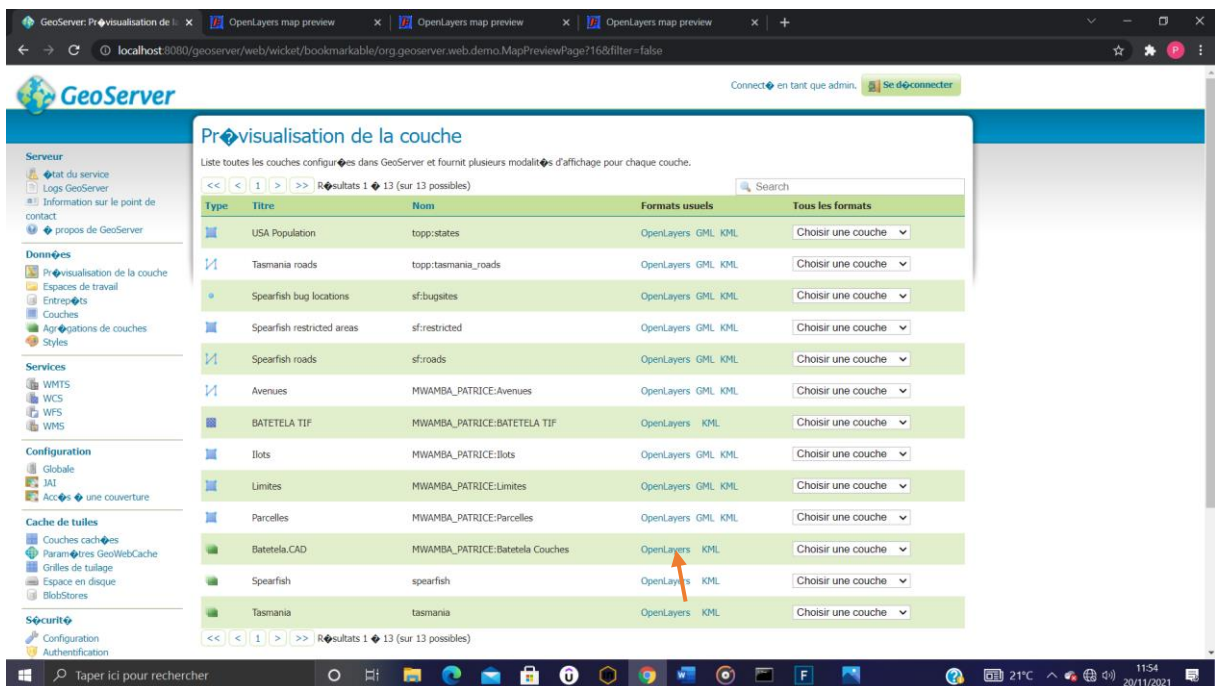 GeoServer: Pr�visualisation de l
OpenLayers map preview
OpenLayers map preview
OpenLayers map preview
localhost:8080/geoserver/web/wicket/bookmarkable/org.geoserver.web.demo.MapPreviewPage?16&filter=false
P
GeoServer
Connect� en tant que admin.
Se d�connecter
Serveur
�tat du service
Logs GeoServer
Information sur le point de
contact
� propos de GeoServer
Donn�es
Pr�visualisation de la couche
Espaces de travail
Entrep�ts
Couches
Agr�gations de couches
Styles
Services
WMTS
WCS
WFS
WMS
Configuration
Globale
JAI
Acc�s � une couverture
Cache de tuiles
Couches cach�es
Param�tres GeoWebCache
Grilles de tuilage
Espace en disque
BlobStores
S�curit�
Configuration
Authentification
Pr�visualisation de la couche
Liste toutes les couches configur�es dans GeoServer et fournit plusieurs modalit�s d'affichage pour chaque couche.
<< < 1 > >> R�sultats 1 � 13 (sur 13 possibles) Search
Type Titre Nom Formats usuels Tous les formats
USA Population topp:states OpenLayers GML KML Choisir une couche
Tasmania roads topp:tasmania_roads OpenLayers GML KML Choisir une couche
Spearfish bug locations sf:bugsites OpenLayers GML KML Choisir une couche
Spearfish restricted areas sf:restricted OpenLayers GML KML Choisir une couche
Spearfish roads sf:roads OpenLayers GML KML Choisir une couche
Avenues MWAMBA_PATRICE:Avenues OpenLayers GML KML Choisir une couche
BATETELA TIF MWAMBA_PATRICE:BATETELA TIF OpenLayers KML Choisir une couche
Ilots MWAMBA_PATRICE:Ilots OpenLayers GML KML Choisir une couche
Limites MWAMBA_PATRICE:Limites OpenLayers GML KML Choisir une couche
Parcelles MWAMBA_PATRICE:Parcelles OpenLayers GML KML Choisir une couche
Batetela.CAD MWAMBA_PATRICE:Batetela Couches OpenLayers KML Choisir une couche
Spearfish spearfish OpenLayers KML Choisir une couche
Tasmania tasmania OpenLayers KML Choisir une couche
<< < 1 > >> R�sultats 1 � 13 (sur 13 possibles)
Taper ici pour rechercher
21°C
11:54
20/11/2021